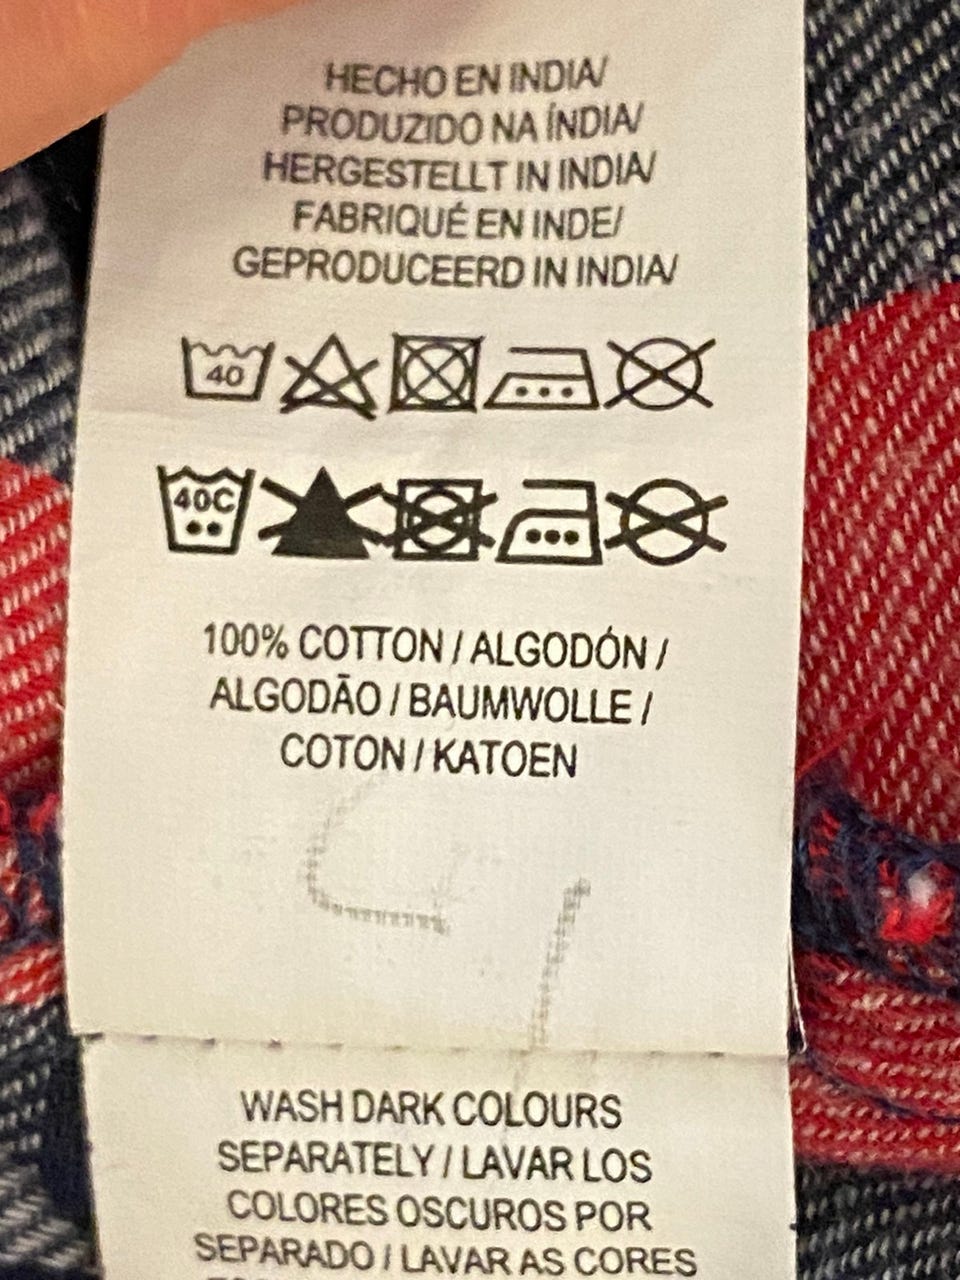 HECHO EN INDIA/
PRODUZIDO NA ÍNDIA/
HERGESTELLT IN INDIA/
FABRIQUÉ EN INDE/
GEPRODUCEERD IN INDIA/
40
40C
100% COTTON / ALGODÓN /
ALGODÃO / BAUMWOLLE /
COTON / KATOEN
WASH DARK COLOURS
SEPARATELY / LAVAR LOS
COLORES OSCUROS POR
SEPARADO / LAVAR AS CORES